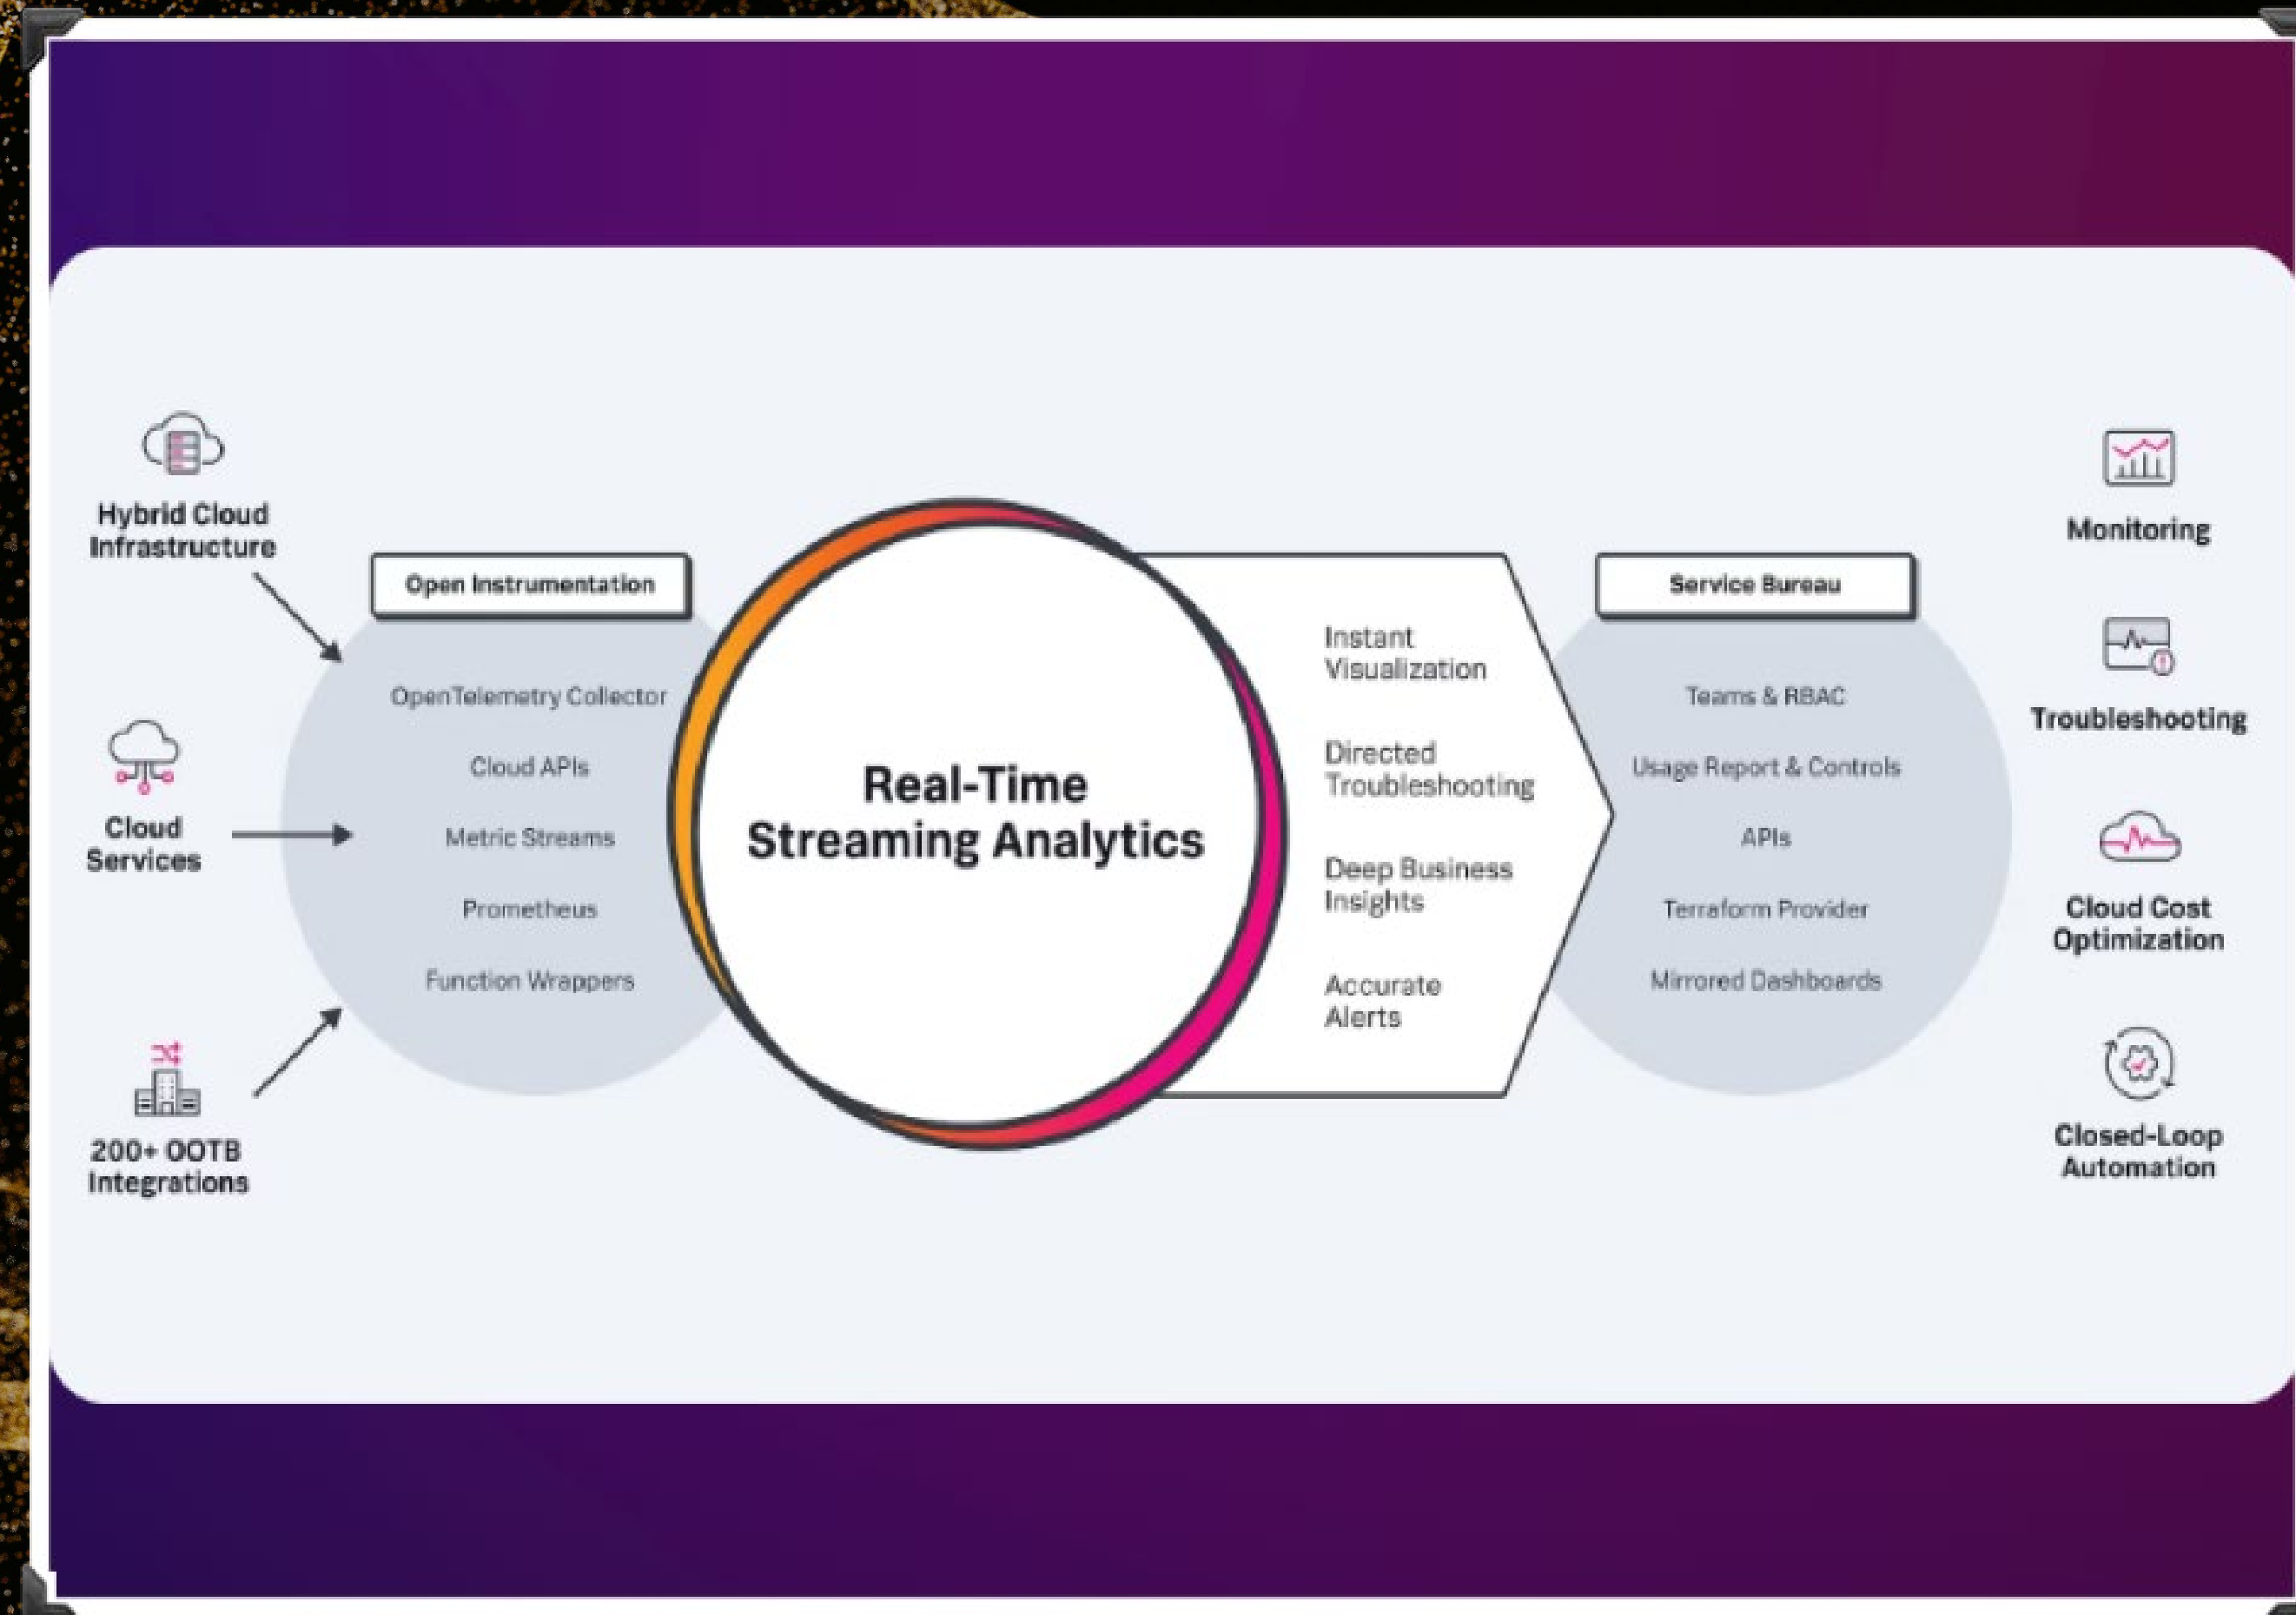 Hybrid Cloud
Infrastructure
Cloud
Services
200+ OOTB
Integrations
Open Instrumentation
OpenTelemetry Collector
Cloud APIs
Metric Streams
Prometheus
Function Wrappers
Real-Time
Streaming Analytics
Instant
Visualization
Directed
Troubleshooting
Deep Business
Insights
Accurate
Alerts
Service Bureau
Teams & RBAC
Usage Report & Controls
APIs
Terraform Provider
Mirrored Dashboards
Monitoring
Troubleshooting
Cloud Cost
Optimization
Closed-Loop
Automation